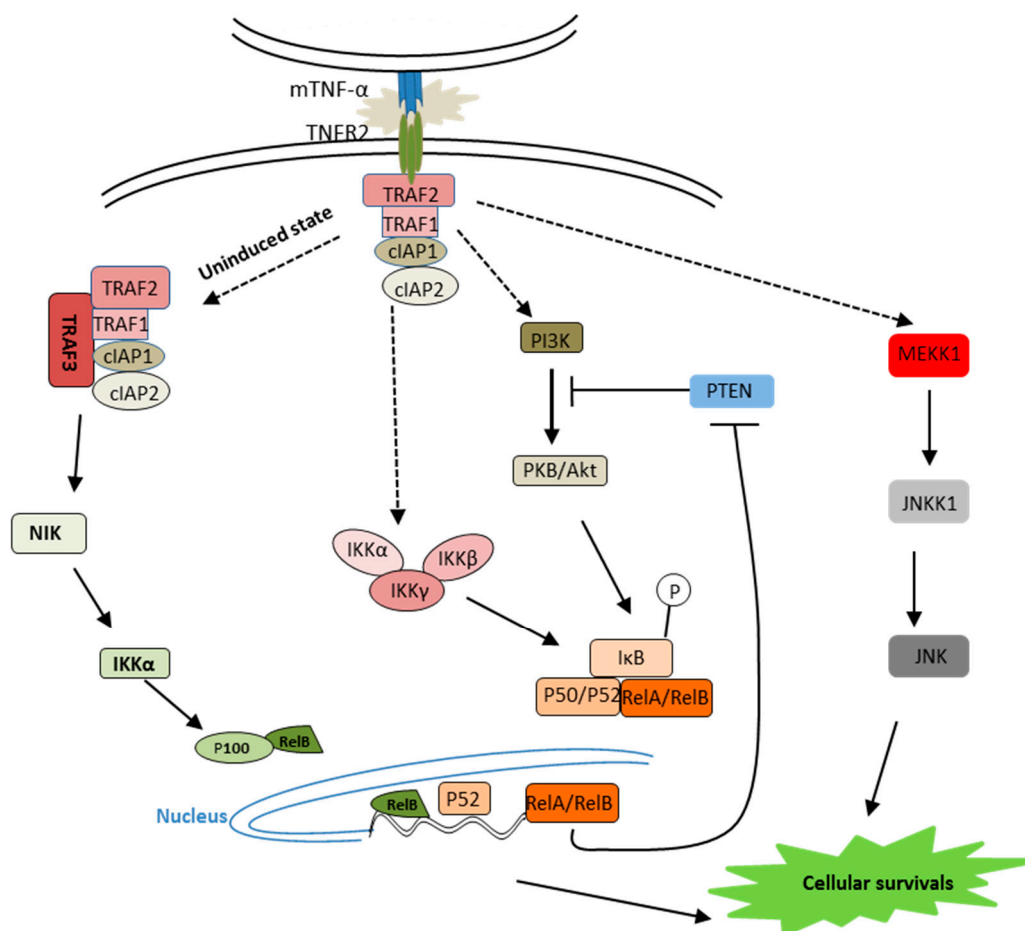 mTNF-α
TNFR2
TRAF2
TRAF1
cIAP1
cIAP2
Uninduced state
TRAF3
TRAF2
TRAF1
cIAP1
cIAP2
PI3K
MEKK1
PTEN
PKB/Akt
JNKK1
NIK
IKKα
IKKβ
IKKγ
P
IκB
P50/P52
RelA/RelB
JNK
IKKα
P100
RelB
Nucleus
RelB
P52
RelA/RelB
Cellular survivals